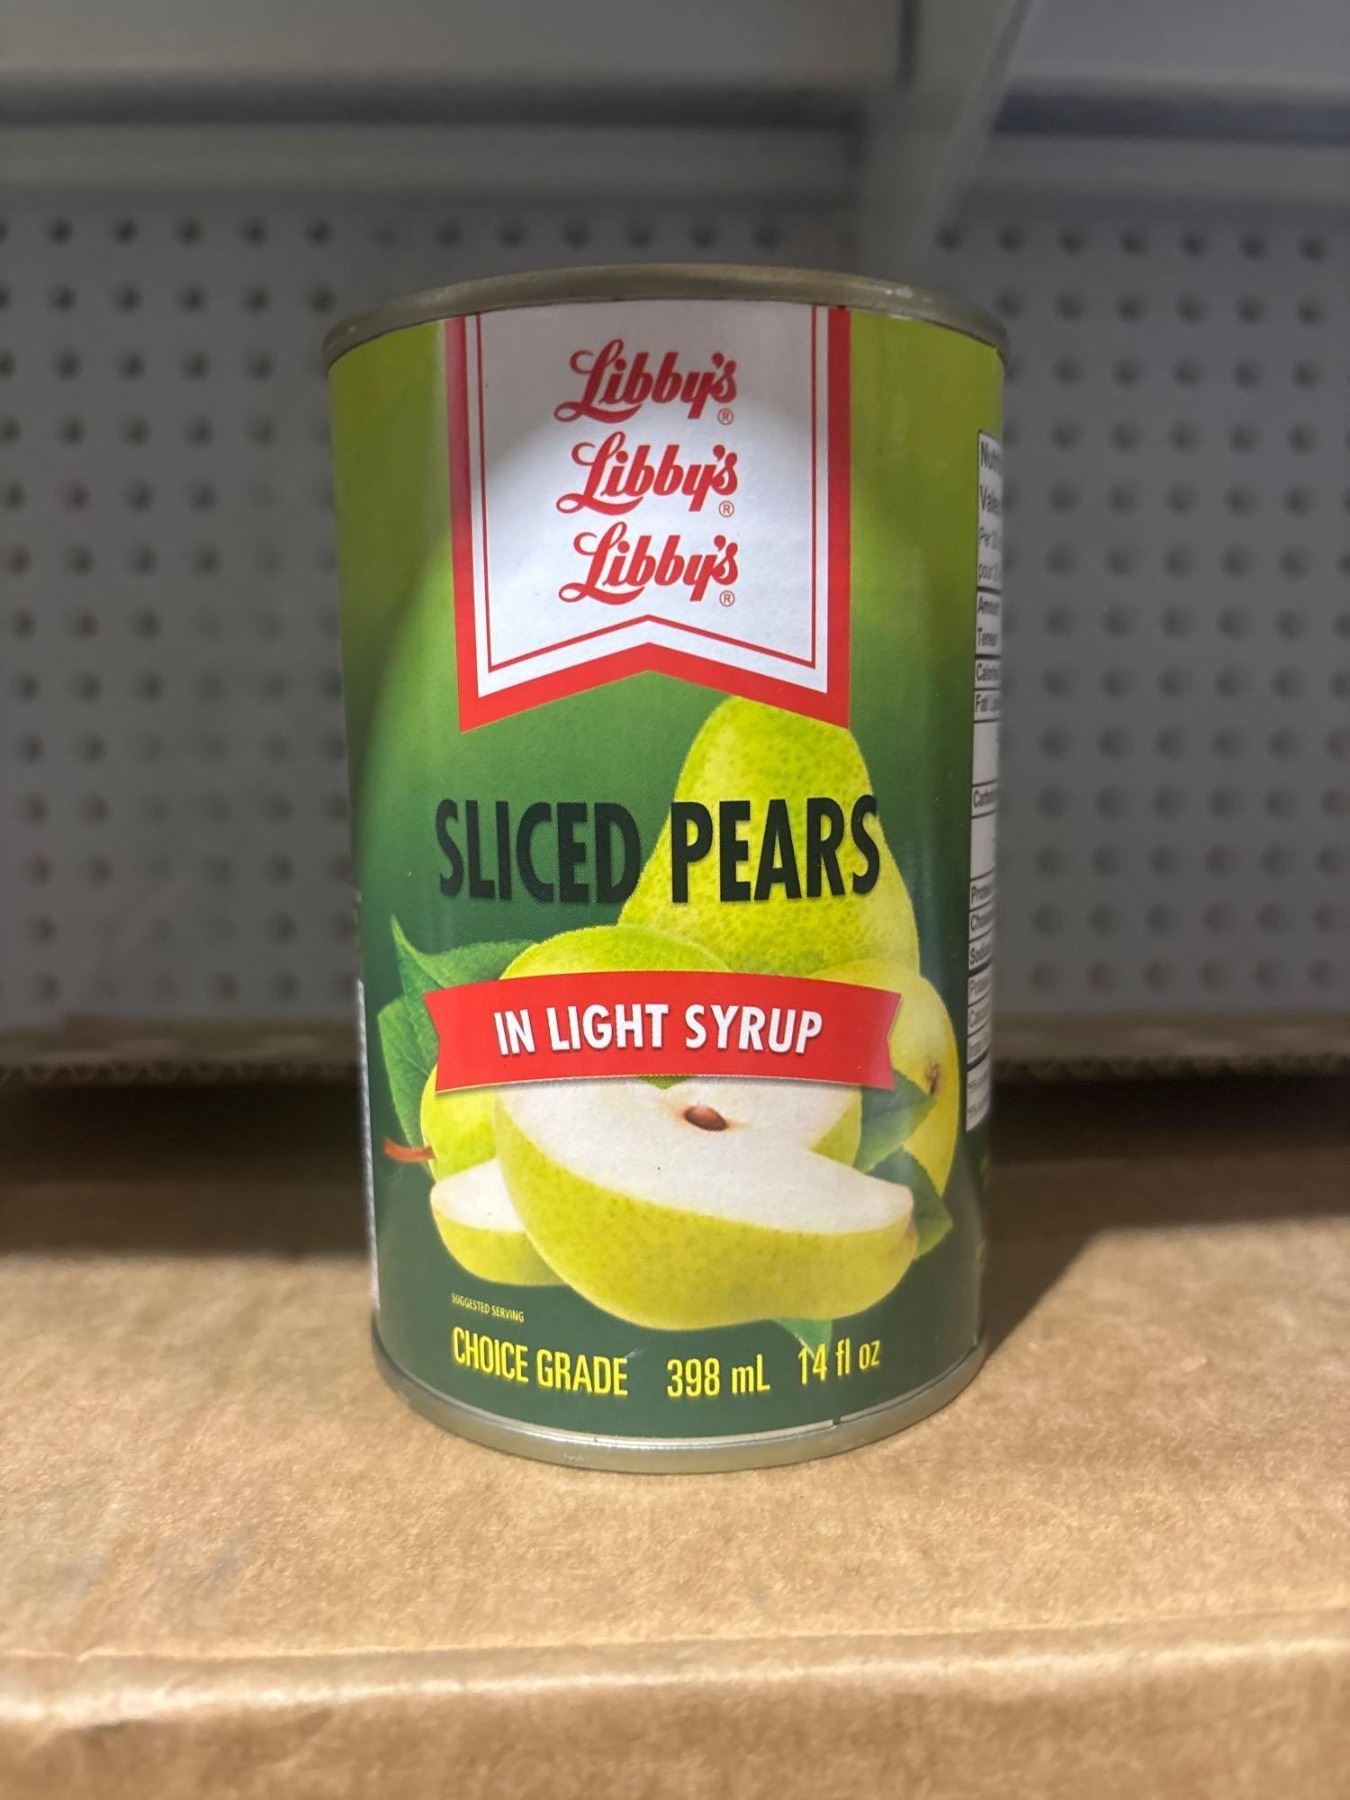 Libby's®
Libby's®
Libby's®
SLICED PEARS
IN LIGHT SYRUP
SUGGESTED SERVING
CHOICE GRADE 398 mL 14 fl oz